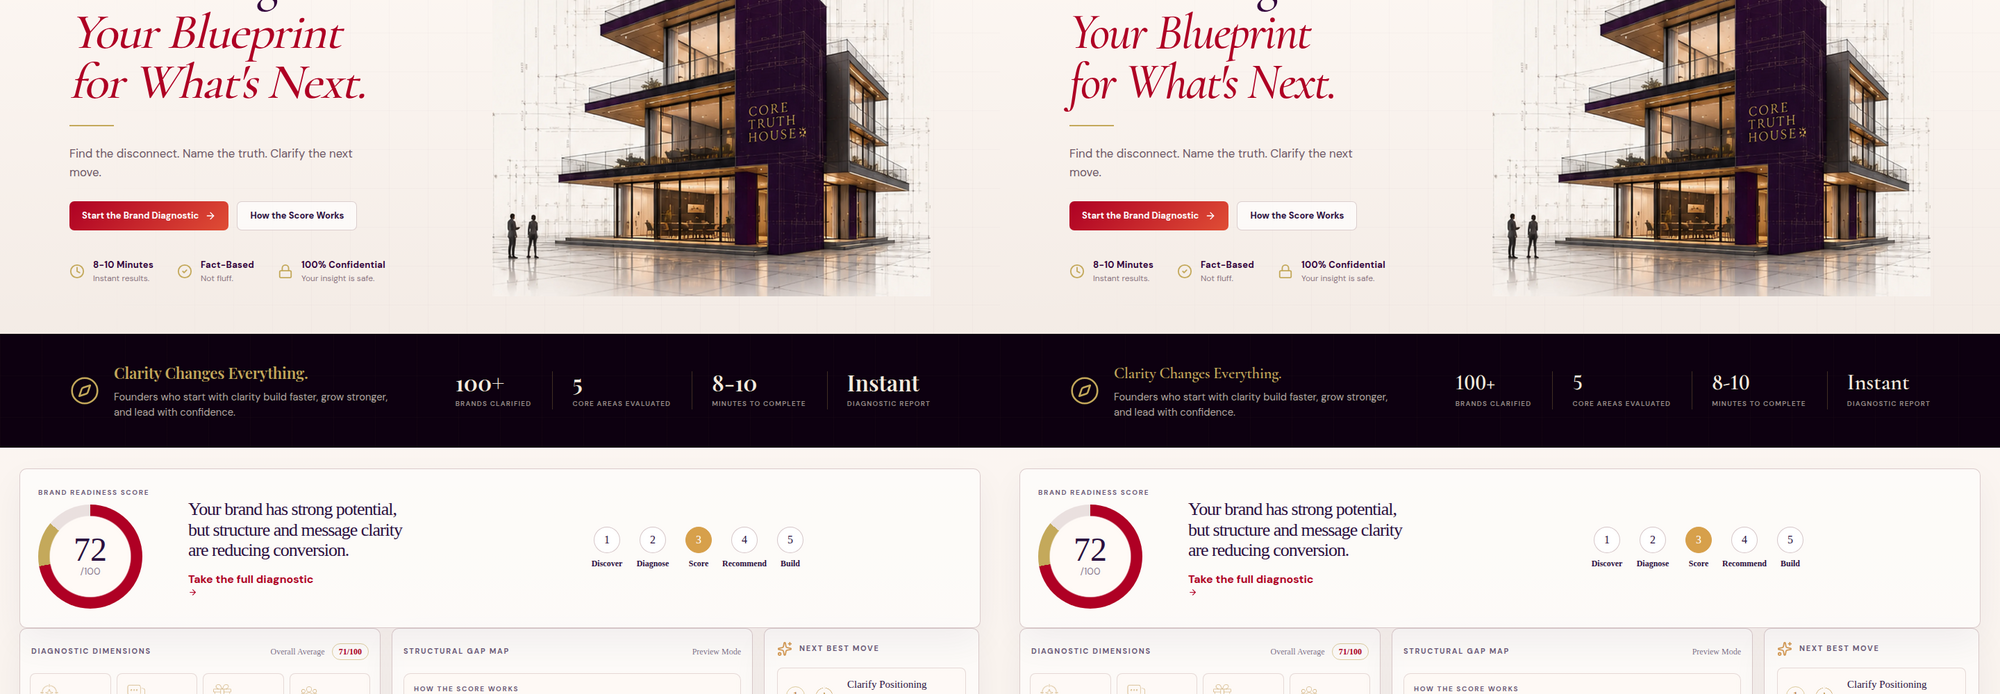 Your Blueprint
for What's Next.
Find the disconnect. Name the truth. Clarify the next
move.
Start the Brand Diagnostic →
How the Score Works
8-10 Minutes
Instant results.
Fact-Based
Not fluff.
100% Confidential
Your insight is safe.
CORE
TRUTH
HOUSE
Your Blueprint
for What's Next.
Find the disconnect. Name the truth. Clarify the next
move.
Start the Brand Diagnostic →
How the Score Works
8-10 Minutes
Instant results.
Fact-Based
Not fluff.
100% Confidential
Your insight is safe.
CORE
TRUTH
HOUSE
Clarity Changes Everything.
Founders who start with clarity build faster, grow stronger,
and lead with confidence.
100+
BRANDS CLARIFIED
5
CORE AREAS EVALUATED
8-10
MINUTES TO COMPLETE
Instant
DIAGNOSTIC REPORT
Clarity Changes Everything.
Founders who start with clarity build faster, grow stronger,
and lead with confidence.
100+
BRANDS CLARIFIED
5
CORE AREAS EVALUATED
8-10
MINUTES TO COMPLETE
Instant
DIAGNOSTIC REPORT
BRAND READINESS SCORE
72
/100
Your brand has strong potential,
but structure and message clarity
are reducing conversion.
Take the full diagnostic
→
1
Discover
2
Diagnose
3
Score
4
Recommend
5
Build
BRAND READINESS SCORE
72
/100
Your brand has strong potential,
but structure and message clarity
are reducing conversion.
Take the full diagnostic
→
1
Discover
2
Diagnose
3
Score
4
Recommend
5
Build
DIAGNOSTIC DIMENSIONS
Overall Average 71/100
STRUCTURAL GAP MAP
Preview Mode
HOW THE SCORE WORKS
NEXT BEST MOVE
Clarify Positioning
DIAGNOSTIC DIMENSIONS
Overall Average 71/100
STRUCTURAL GAP MAP
Preview Mode
HOW THE SCORE WORKS
NEXT BEST MOVE
Clarify Positioning